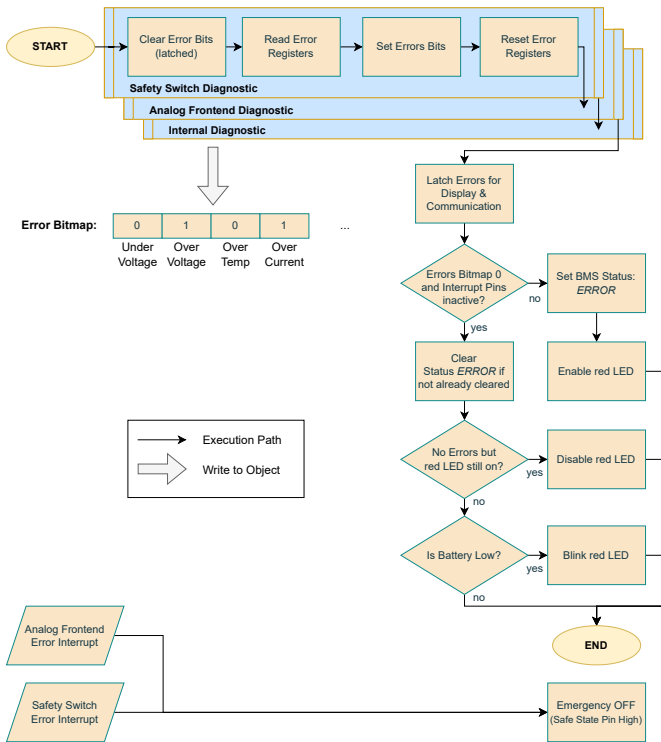 START
Clear Error Bits
(latched)
Read Error
Registers
Set Errors Bits
Reset Error
Registers
Safety Switch Diagnostic
Analog Frontend Diagnostic
Internal Diagnostic
Latch Errors for
Display &
Communication
Error Bitmap:
0
1
0
1
...
Under
Voltage
Over
Voltage
Over
Temp
Over
Current
Errors Bitmap 0
and Interrupt Pins
inactive?
no
Set BMS Status:
ERROR
yes
Clear
Status ERROR if
not already cleared
Enable red LED
Execution Path
Write to Object
No Errors but
red LED still on?
yes
Disable red LED
no
Is Battery Low?
yes
Blink red LED
no
END
Analog Frontend
Error Interrupt
Safety Switch
Error Interrupt
Emergency OFF
(Safe State Pin High)